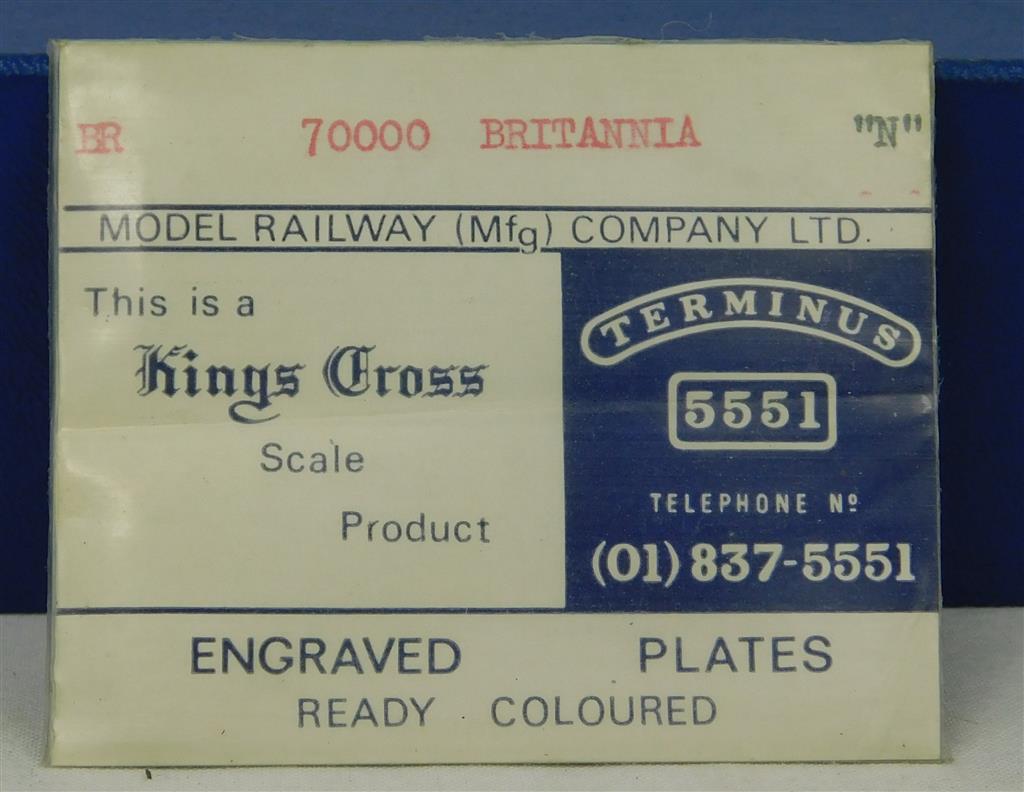 BR 70000 BRITANNIA "N"
MODEL RAILWAY (Mfg) COMPANY LTD.
This is a
Kings Cross
Scale
Product
TERMINUS
5551
TELEPHONE Nº
(01) 837-5551
ENGRAVED PLATES
READY COLOURED